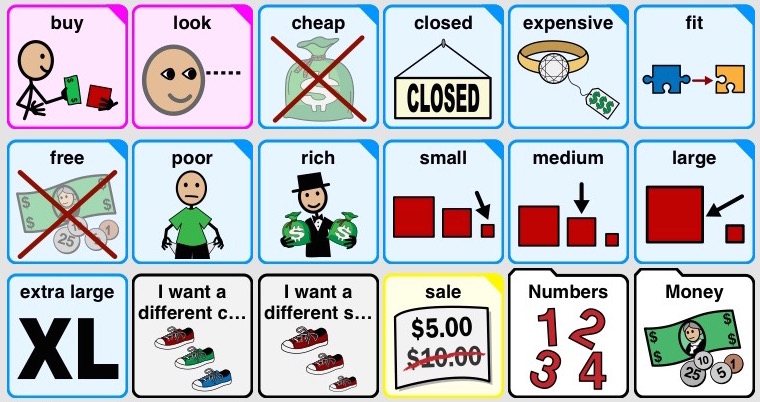 buy
look
cheap
closed
expensive
fit
$
CLOSED
$$$
free
poor
rich
small
medium
large
$ $
$ $
25 1
$ $
extra large
I want a
different c...
I want a
different s...
sale
Numbers
Money
XL
$5.00
$10.00
1 2
3 4
$ $
$ $
10
25 5 1